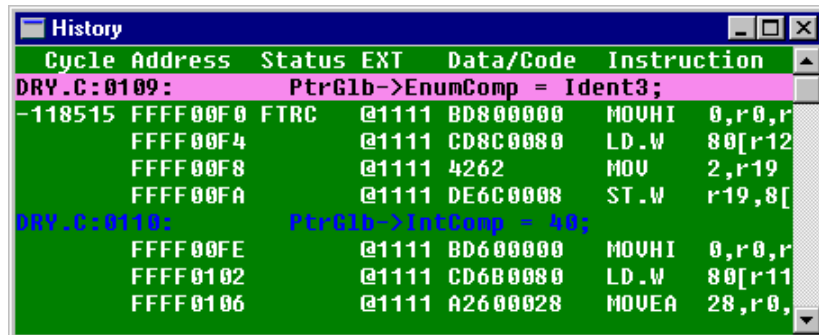 History
Cycle Address Status EXT Data/Code Instruction
DRY.C:0109: PtrGlb->EnumComp = Ident3;
-118515 FFFF00F0 FTRC @1111 BD800000 MOVHI 0,r0,r
FFFF00F4 @1111 CD8C0080 LD.W 80[r12
FFFF00F8 @1111 4262 MOV 2,r19
FFFF00FA @1111 DE6C0008 ST.W r19,8[
DRY.C:0110: PtrGlb->IntComp = 40;
FFFF00FE @1111 BD600000 MOVHI 0,r0,r
FFFF0102 @1111 CD6B0080 LD.W 80[r11
FFFF0106 @1111 A2600028 MOVEA 28,r0,